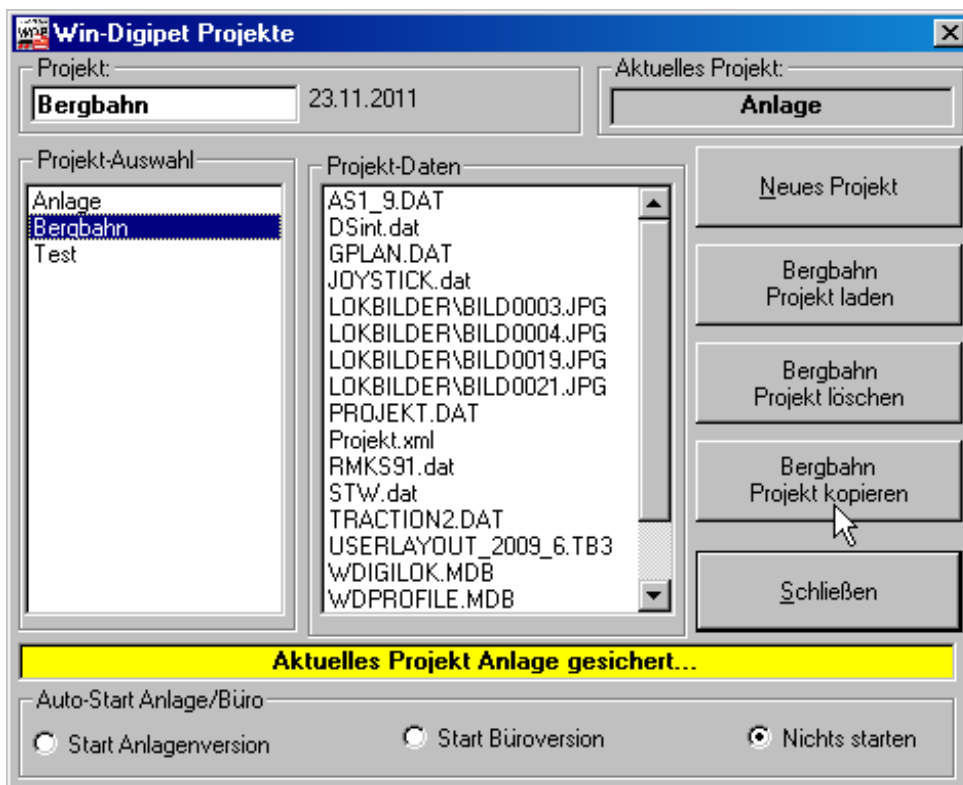 Win-Digipet Projekte
Projekt:
Bergbahn
23.11.2011
Aktuelles Projekt:
Anlage
Projekt-Auswahl
Anlage
Bergbahn
Test
Projekt-Daten
AS1_9.DAT
DSint.dat
GPLAN.DAT
JOYSTICK.dat
LOKBILDER\BILD0003.JPG
LOKBILDER\BILD0004.JPG
LOKBILDER\BILD0019.JPG
LOKBILDER\BILD0021.JPG
PROJEKT.DAT
Projekt.xml
RMKS91.dat
STW.dat
TRACTION2.DAT
USERLAYOUT_2009_6.TB3
WDIGILOK.MDB
WDPROFILE.MDB
Neues Projekt
Bergbahn
Projekt laden
Bergbahn
Projekt löschen
Bergbahn
Projekt kopieren
Schließen
Aktuelles Projekt Anlage gesichert...
Auto-Start Anlage/Büro
Start Anlagenversion
Start Büroversion
Nichts starten